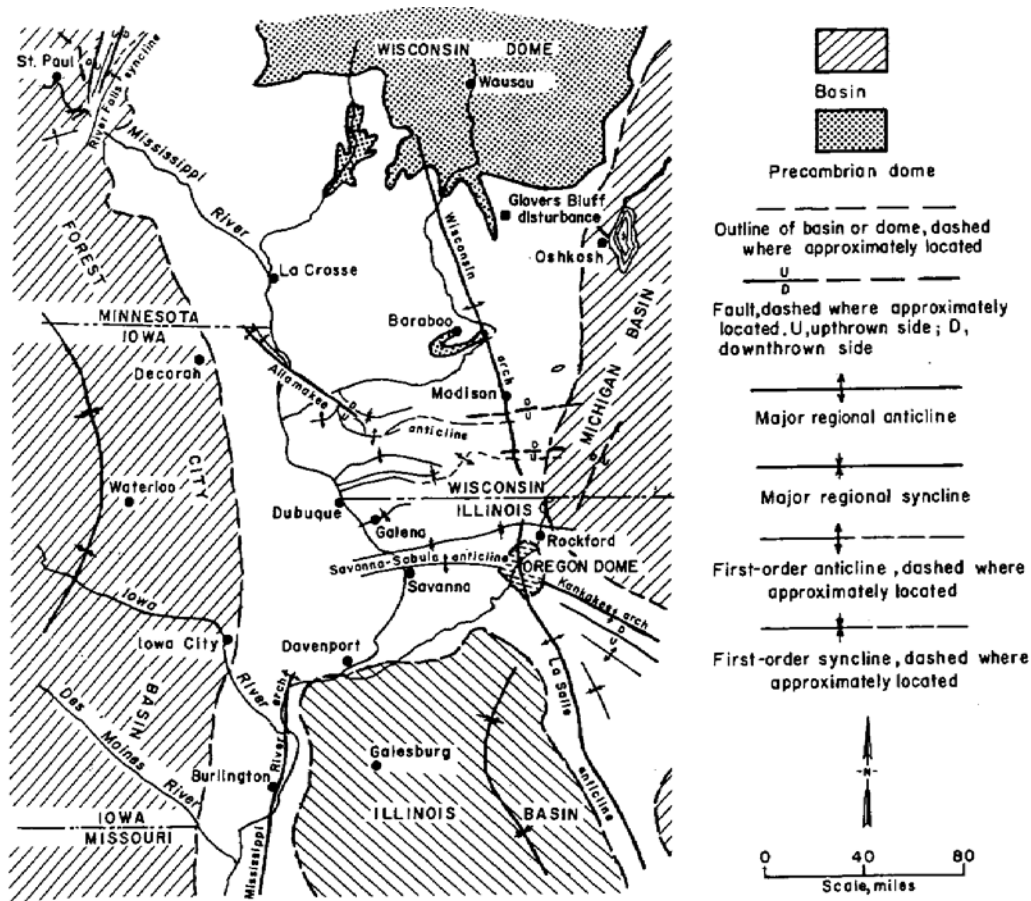 St. Paul
River Falls syncline
U
D
WISCONSIN DOME
Wausau
Mississippi
River
Glovers Bluff
disturbance
Oshkosh
Wisconsin
arch
FOREST
CITY
BASIN
La Crosse
MINNESOTA
IOWA
Decorah
Baraboo
MICHIGAN BASIN
Allamakee
anticline
D
U
Madison
D
U
D
U
D
U
Waterloo
WISCONSIN
ILLINOIS
Dubuque
Galena
Rockford
Savanna-Sabula anticline
OREGON DOME
Savanna
Kankakee arch
D
U
Iowa
River
Iowa City
Davenport
La Salle
anticline
Des
Moines
River
Mississippi
River
arch
Galesburg
Burlington
ILLINOIS
BASIN
IOWA
MISSOURI
Basin
Precambrian dome
Outline of basin or dome, dashed
where approximately located
U
D
Fault, dashed where approximately
located. U, upthrown side; D,
downthrown side
Major regional anticline
Major regional syncline
First-order anticline, dashed where
approximately located
First-order syncline, dashed where
approximately located
N
0 40 80
Scale, miles